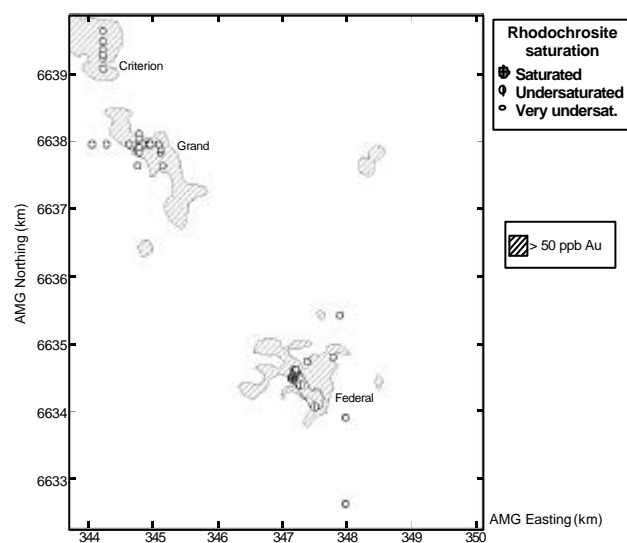 Rhodochrosite
saturation
Saturated
Undersaturated
Very undersat.
> 50 ppb Au
AMG Northing (km)
6639
6638
6637
6636
6635
6634
6633
Criterion
Grand
Federal
344 345 346 347 348 349 350
AMG Easting (km)